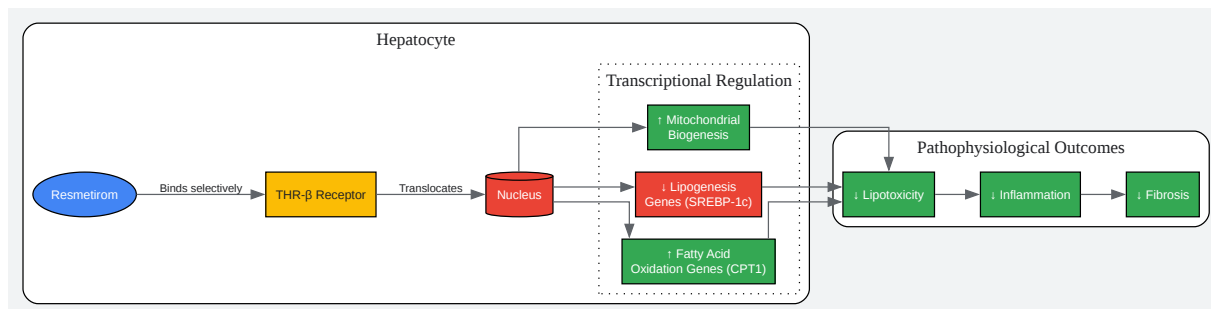 Hepatocyte
Transcriptional Regulation
↑ Mitochondrial
Biogenesis
Pathophysiological Outcomes
Resmetirom
Binds selectively
THR-β Receptor
Translocates
Nucleus
↓ Lipogenesis
Genes (SREBP-1c)
↓ Lipotoxicity
↓ Inflammation
↓ Fibrosis
↑ Fatty Acid
Oxidation Genes (CPT1)